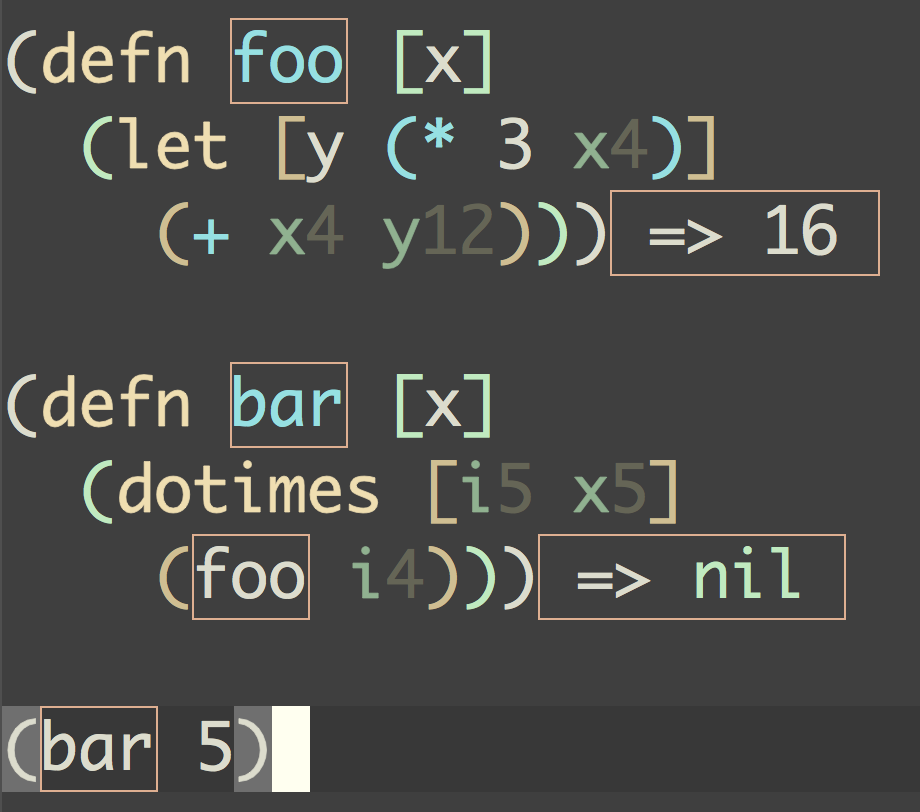 (defn foo [x]
(let [y (* 3 x4)]
(+ x4 y12))) => 16
(defn bar [x]
(dotimes [i5 x5]
(foo i4))) => nil
(bar 5)